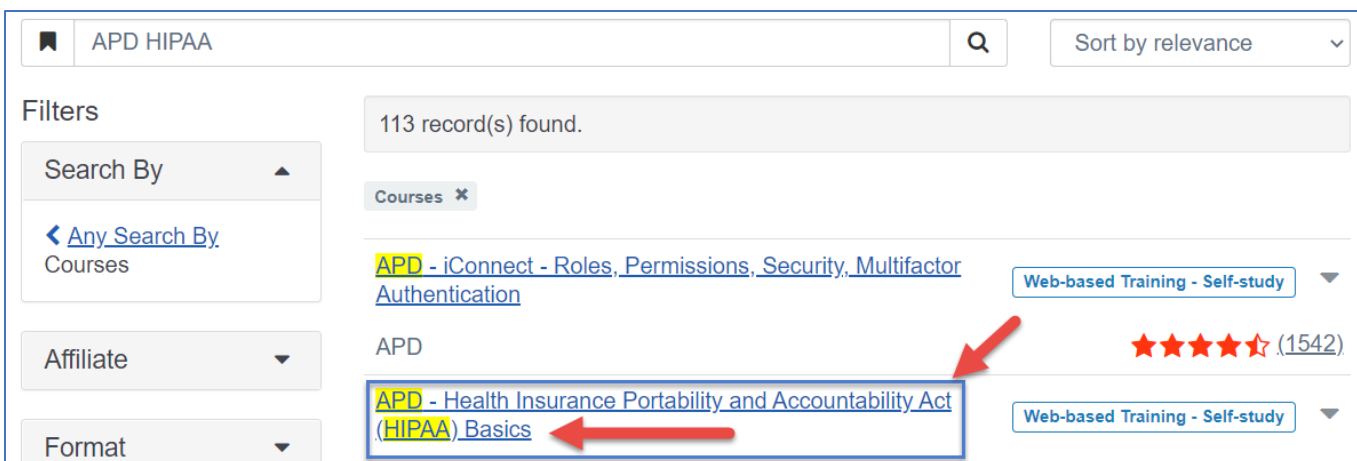 APD HIPAA
Sort by relevance
Filters
113 record(s) found.
Search By
Courses ✖
Any Search By
Courses
APD - iConnect - Roles, Permissions, Security, Multifactor
Authentication
Web-based Training - Self-study
Affiliate
APD
(1542)
APD - Health Insurance Portability and Accountability Act
(HIPAA) Basics
Web-based Training - Self-study
Format